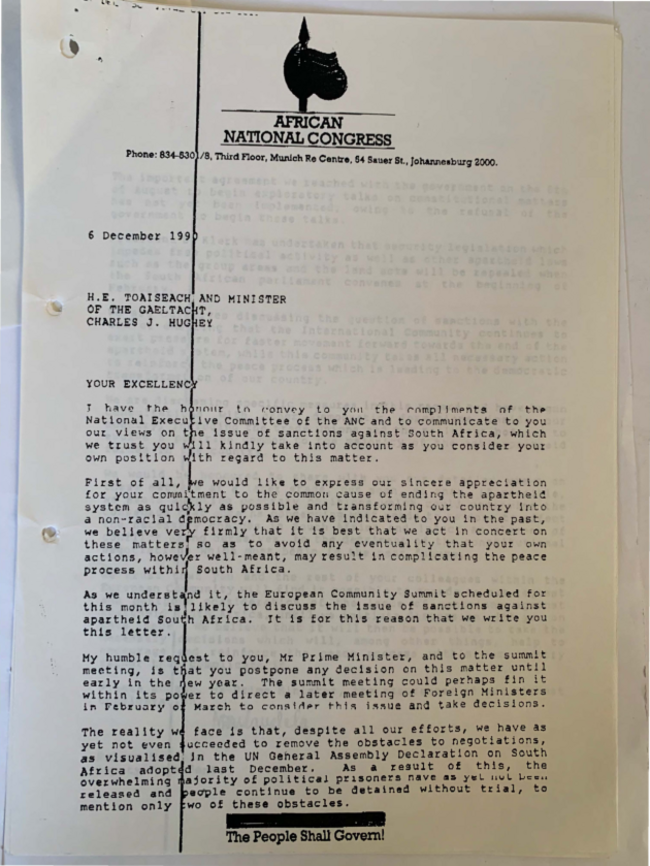 AFRICAN
NATIONAL CONGRESS
Phone: 834-5301/8, Third Floor, Munich Re Centre, 54 Sauer St., Johannesburg 2000.
6 December 1990
H.E. TOAISEACH AND MINISTER
OF THE GAELTACHT,
CHARLES J. HUGHEY
YOUR EXCELLENCY
I have the honour to convey to you the compliments of the
National Executive Committee of the ANC and to communicate to you
our views on the issue of sanctions against South Africa, which
we trust you will kindly take into account as you consider your
own position with regard to this matter.
First of all, we would like to express our sincere appreciation
for your commitment to the common cause of ending the apartheid
system as quickly as possible and transforming our country into
a non-racial democracy. As we have indicated to you in the past,
we believe very firmly that it is best that we act in concert on
these matters so as to avoid any eventuality that your own
actions, however well-meant, may result in complicating the peace
process within South Africa.
As we understand it, the European Community Summit scheduled for
this month is likely to discuss the issue of sanctions against
apartheid South Africa. It is for this reason that we write you
this letter.
My humble request to you, Mr Prime Minister, and to the summit
meeting, is that you postpone any decision on this matter until
early in the new year. The summit meeting could perhaps fin it
within its power to direct a later meeting of Foreign Ministers
in February or March to consider this issue and take decisions.
The reality we face is that, despite all our efforts, we have as
yet not even succeeded to remove the obstacles to negotiations,
as visualised in the UN General Assembly Declaration on South
Africa adopted last December. As a result of this, the
overwhelming majority of political prisoners have as yet not been
released and people continue to be detained without trial, to
mention only two of these obstacles.
The People Shall Govern!